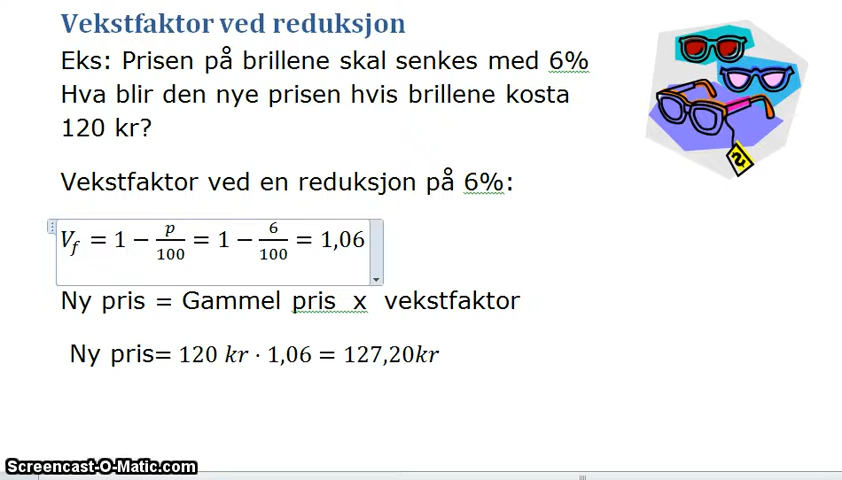 Vekstfaktor ved reduksjon
Eks: Prisen på brillene skal senkes med 6%
Hva blir den nye prisen hvis brillene kosta
120 kr?
Vekstfaktor ved en reduksjon på 6%:
V_f = 1 − p/100 = 1 − 6/100 = 1,06
Ny pris = Gammel pris x vekstfaktor
Ny pris= 120 kr · 1,06 = 127,20kr
Screencast-O-Matic.com